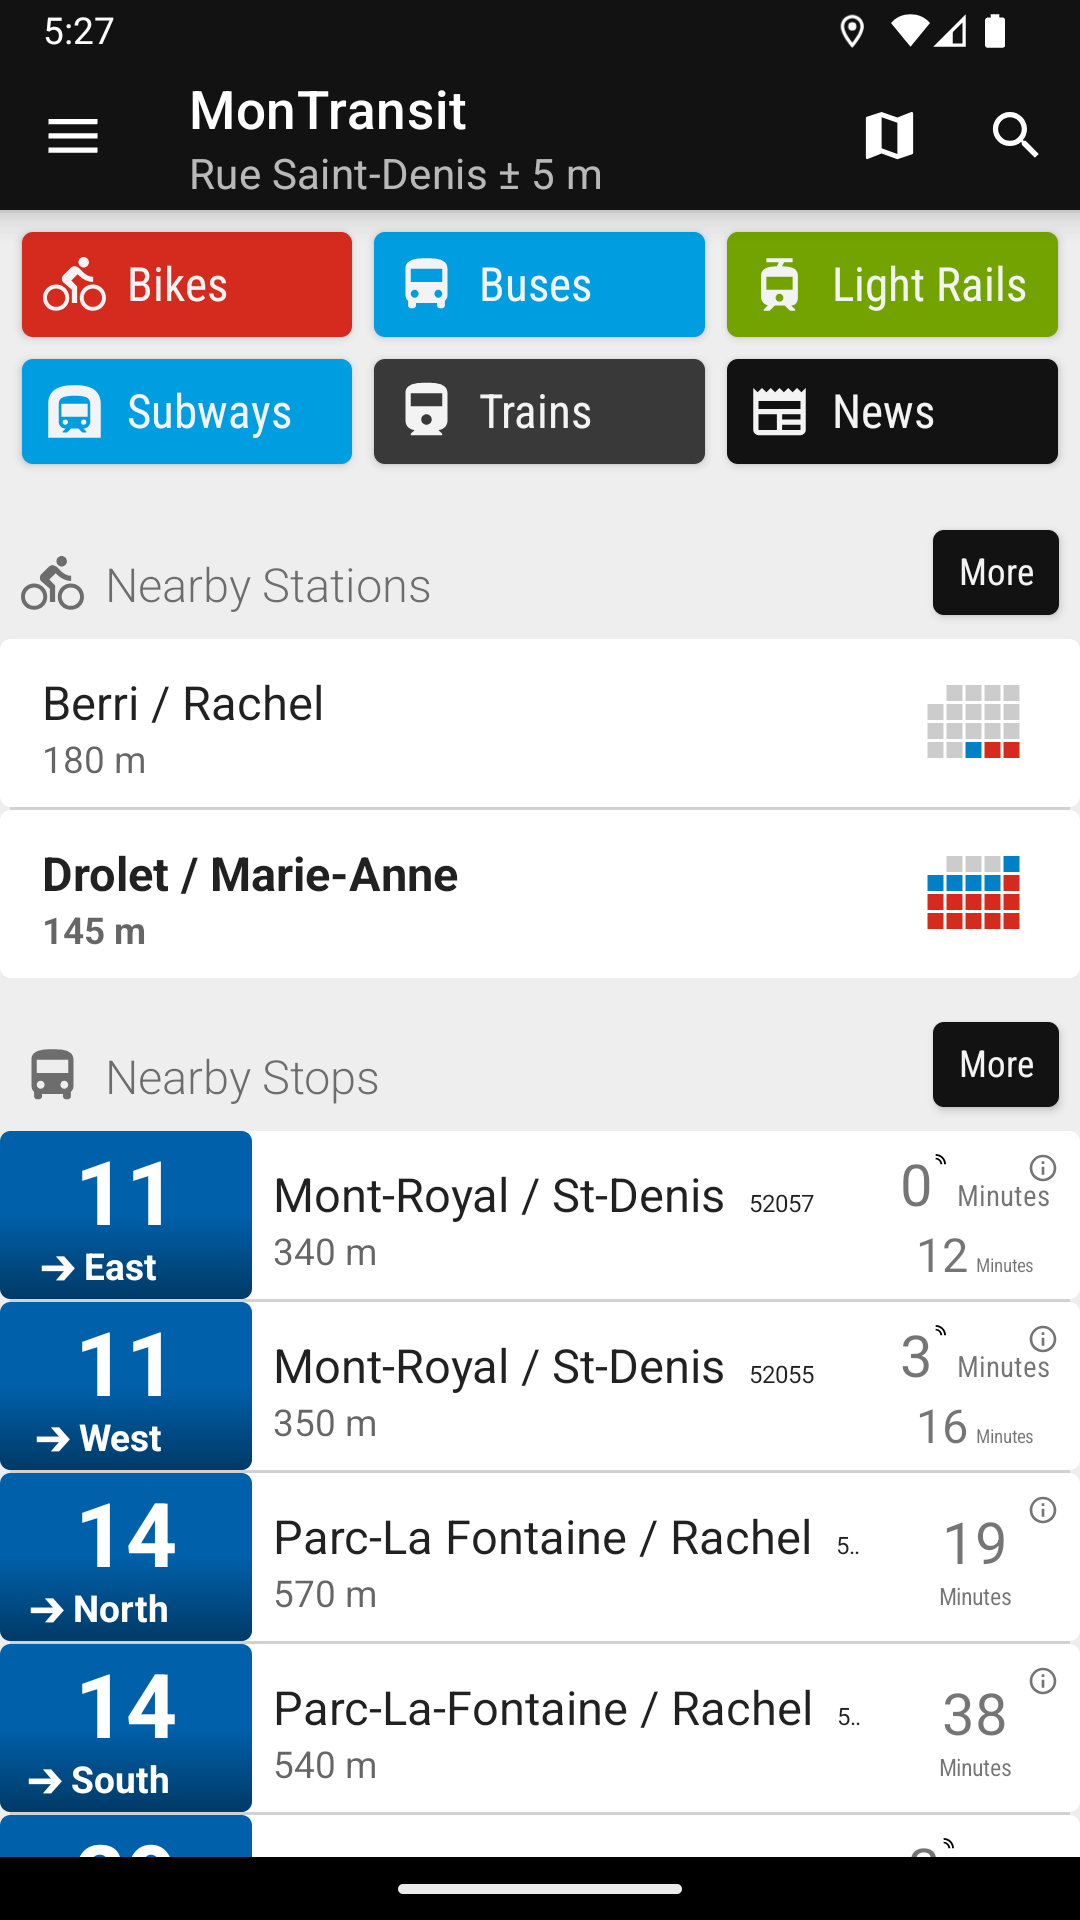 5:27
MonTransit
Rue Saint-Denis ± 5 m
Bikes
Buses
Light Rails
Subways
Trains
News
Nearby Stations
More
Berri / Rachel
180 m
Drolet / Marie-Anne
145 m
Nearby Stops
More
11
→ East
Mont-Royal / St-Denis 52057
340 m
0 Minutes
12 Minutes
11
→ West
Mont-Royal / St-Denis 52055
350 m
3 Minutes
16 Minutes
14
→ North
Parc-La Fontaine / Rachel 5..
570 m
19
Minutes
14
→ South
Parc-La-Fontaine / Rachel 5..
540 m
38
Minutes